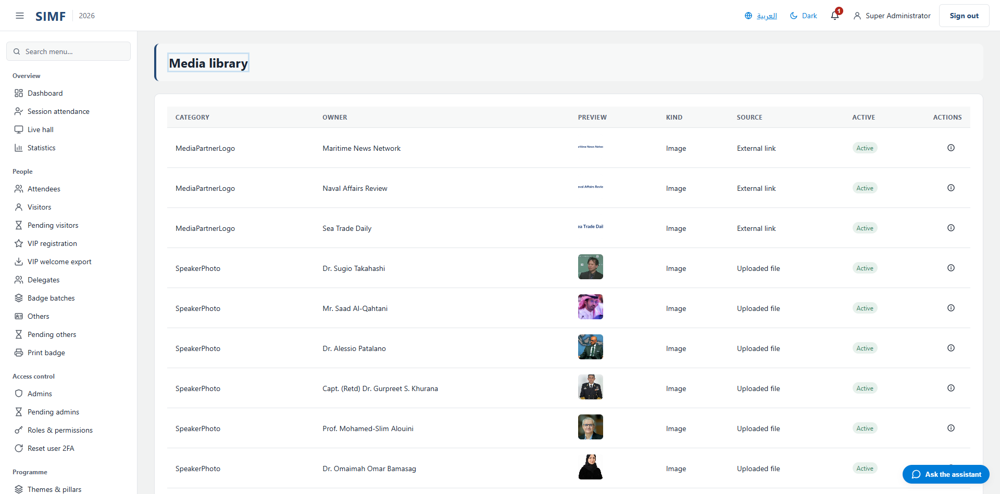 SIMF
2026
العربية
Dark
1
Super Administrator
Sign out
Search menu...
Overview
Dashboard
Session attendance
Live hall
Statistics
People
Attendees
Visitors
Pending visitors
VIP registration
VIP welcome export
Delegates
Badge batches
Others
Pending others
Print badge
Access control
Admins
Pending admins
Roles & permissions
Reset user 2FA
Programme
Themes & pillars
Media library
CATEGORY OWNER PREVIEW KIND SOURCE ACTIVE ACTIONS
MediaPartnerLogo Maritime News Network ritime News Netwo Image External link Active
MediaPartnerLogo Naval Affairs Review aval Affairs Revie Image External link Active
MediaPartnerLogo Sea Trade Daily ea Trade Dail Image External link Active
SpeakerPhoto Dr. Sugio Takahashi Image Uploaded file Active
SpeakerPhoto Mr. Saad Al-Qahtani Image Uploaded file Active
SpeakerPhoto Dr. Alessio Patalano Image Uploaded file Active
SpeakerPhoto Capt. (Retd) Dr. Gurpreet S. Khurana Image Uploaded file Active
SpeakerPhoto Prof. Mohamed-Slim Alouini Image Uploaded file Active
SpeakerPhoto Dr. Omaimah Omar Bamasag Image Uploaded file Active
Ask the assistant